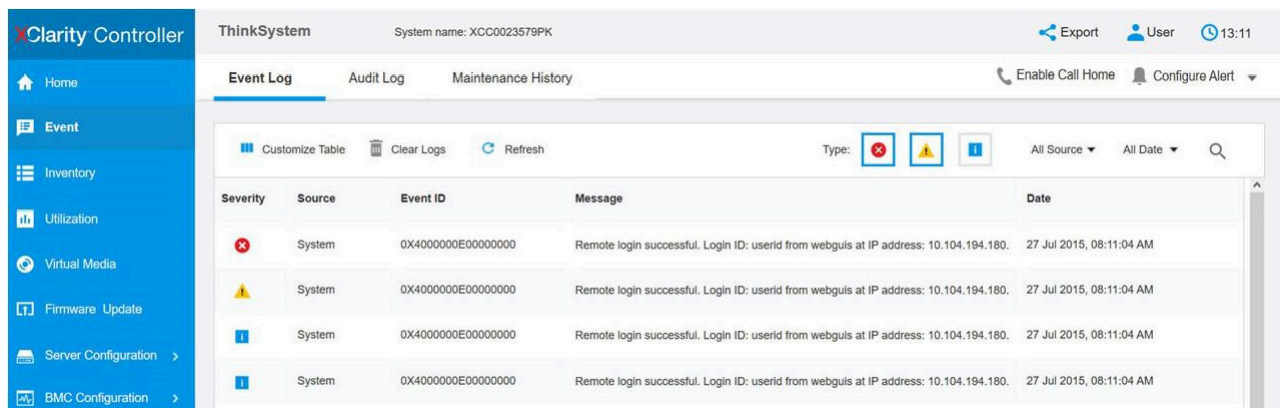 XClarity Controller
ThinkSystem
System name: XCC0023579PK
Export
User
13:11
Home
Event
Inventory
Utilization
Virtual Media
Firmware Update
Server Configuration
BMC Configuration
Event Log
Audit Log
Maintenance History
Enable Call Home
Configure Alert
Customize Table
Clear Logs
Refresh
Type:
All Source
All Date
Severity Source Event ID Message Date
System 0X4000000E00000000 Remote login successful. Login ID: userid from webguis at IP address: 10.104.194.180. 27 Jul 2015, 08:11:04 AM
System 0X4000000E00000000 Remote login successful. Login ID: userid from webguis at IP address: 10.104.194.180. 27 Jul 2015, 08:11:04 AM
System 0X4000000E00000000 Remote login successful. Login ID: userid from webguis at IP address: 10.104.194.180. 27 Jul 2015, 08:11:04 AM
System 0X4000000E00000000 Remote login successful. Login ID: userid from webguis at IP address: 10.104.194.180. 27 Jul 2015, 08:11:04 AM